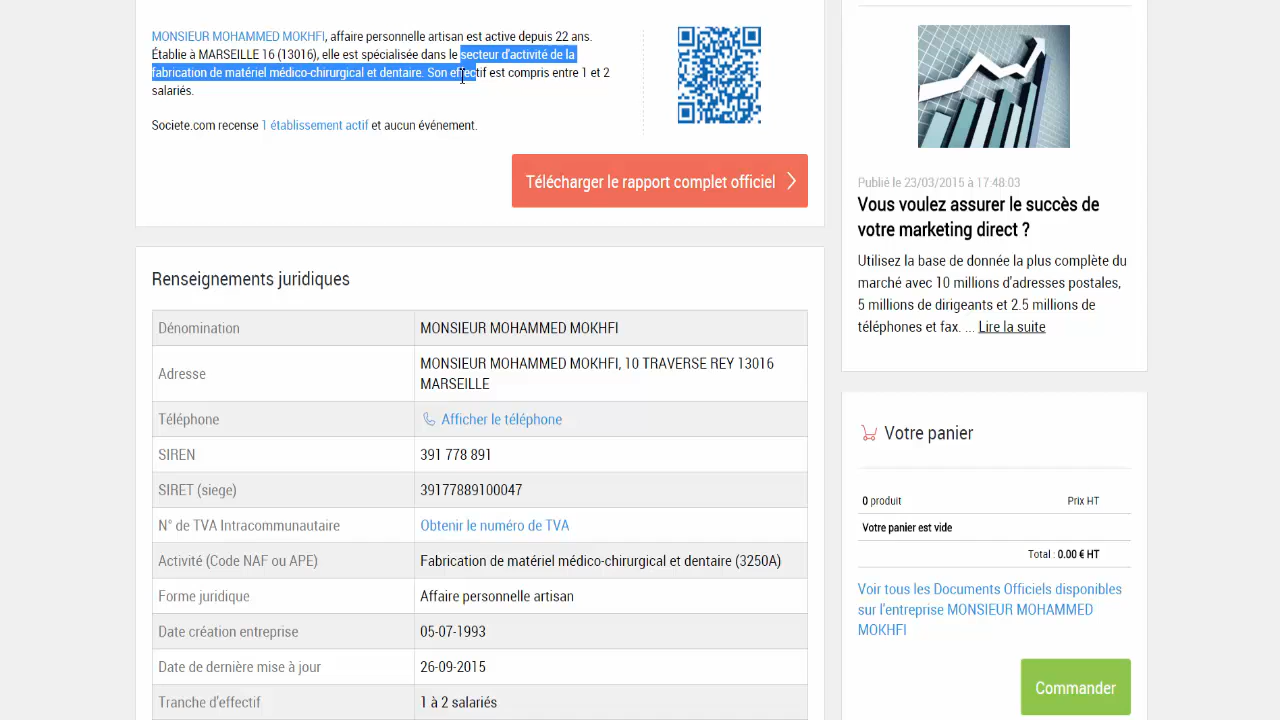 MONSIEUR MOHAMMED MOKHFI, affaire personnelle artisan est active depuis 22 ans.
Établie à MARSEILLE 16 (13016), elle est spécialisée dans le secteur d'activité de la
fabrication de matériel médico-chirurgical et dentaire. Son effectif est compris entre 1 et 2
salariés.
Societe.com recense 1 établissement actif et aucun événement.
Télécharger le rapport complet officiel
Renseignements juridiques
Dénomination MONSIEUR MOHAMMED MOKHFI
Adresse MONSIEUR MOHAMMED MOKHFI, 10 TRAVERSE REY 13016
MARSEILLE
Téléphone Afficher le téléphone
SIREN 391 778 891
SIRET (siege) 39177889100047
N° de TVA Intracommunautaire Obtenir le numéro de TVA
Activité (Code NAF ou APE) Fabrication de matériel médico-chirurgical et dentaire (3250A)
Forme juridique Affaire personnelle artisan
Date création entreprise 05-07-1993
Date de dernière mise à jour 26-09-2015
Tranche d'effectif 1 à 2 salariés
Publié le 23/03/2015 à 17:48:03
Vous voulez assurer le succès de
votre marketing direct ?
Utilisez la base de donnée la plus complète du
marché avec 10 millions d'adresses postales,
5 millions de dirigeants et 2.5 millions de
téléphones et fax. ... Lire la suite
Votre panier
0 produit Prix HT
Votre panier est vide
Total : 0.00 € HT
Voir tous les Documents Officiels disponibles
sur l'entreprise MONSIEUR MOHAMMED
MOKHFI
Commander